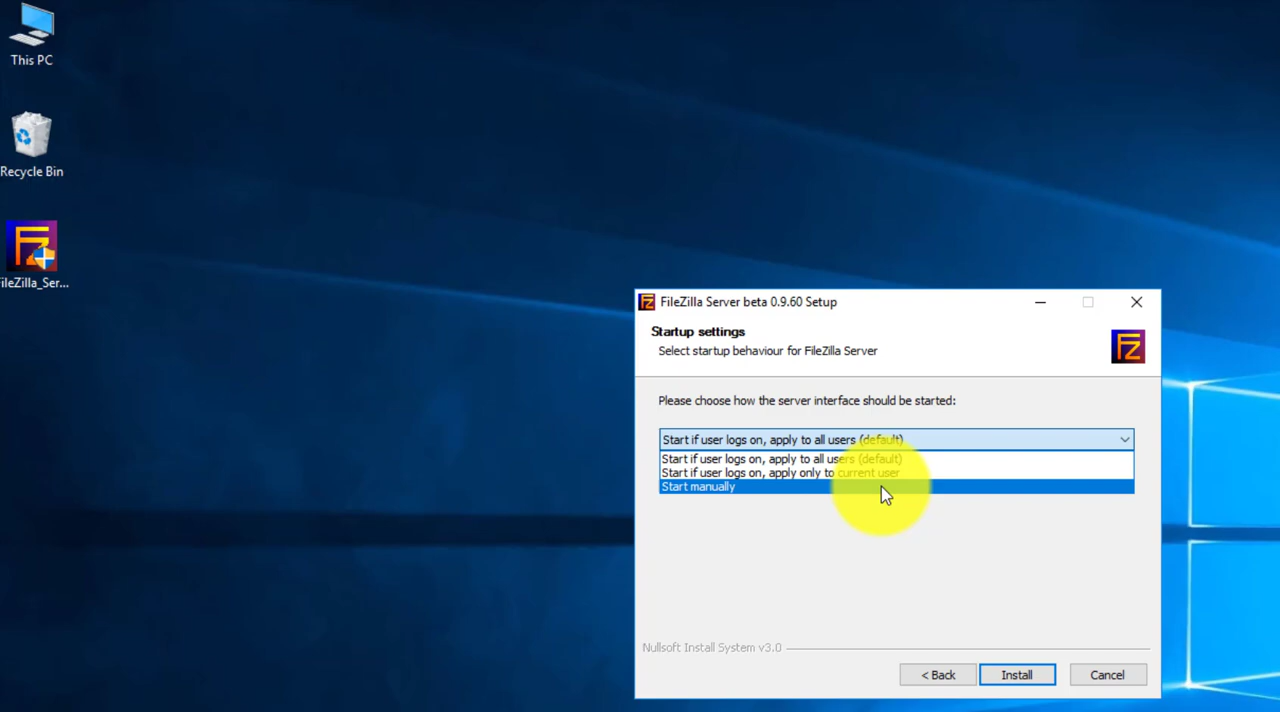 This PC
Recycle Bin
FileZilla_Ser...
FileZilla Server beta 0.9.60 Setup
Startup settings
Select startup behaviour for FileZilla Server
Please choose how the server interface should be started:
Start if user logs on, apply to all users (default)
Start if user logs on, apply to all users (default)
Start if user logs on, apply only to current user
Start manually
Nullsoft Install System v3.0
< Back
Install
Cancel